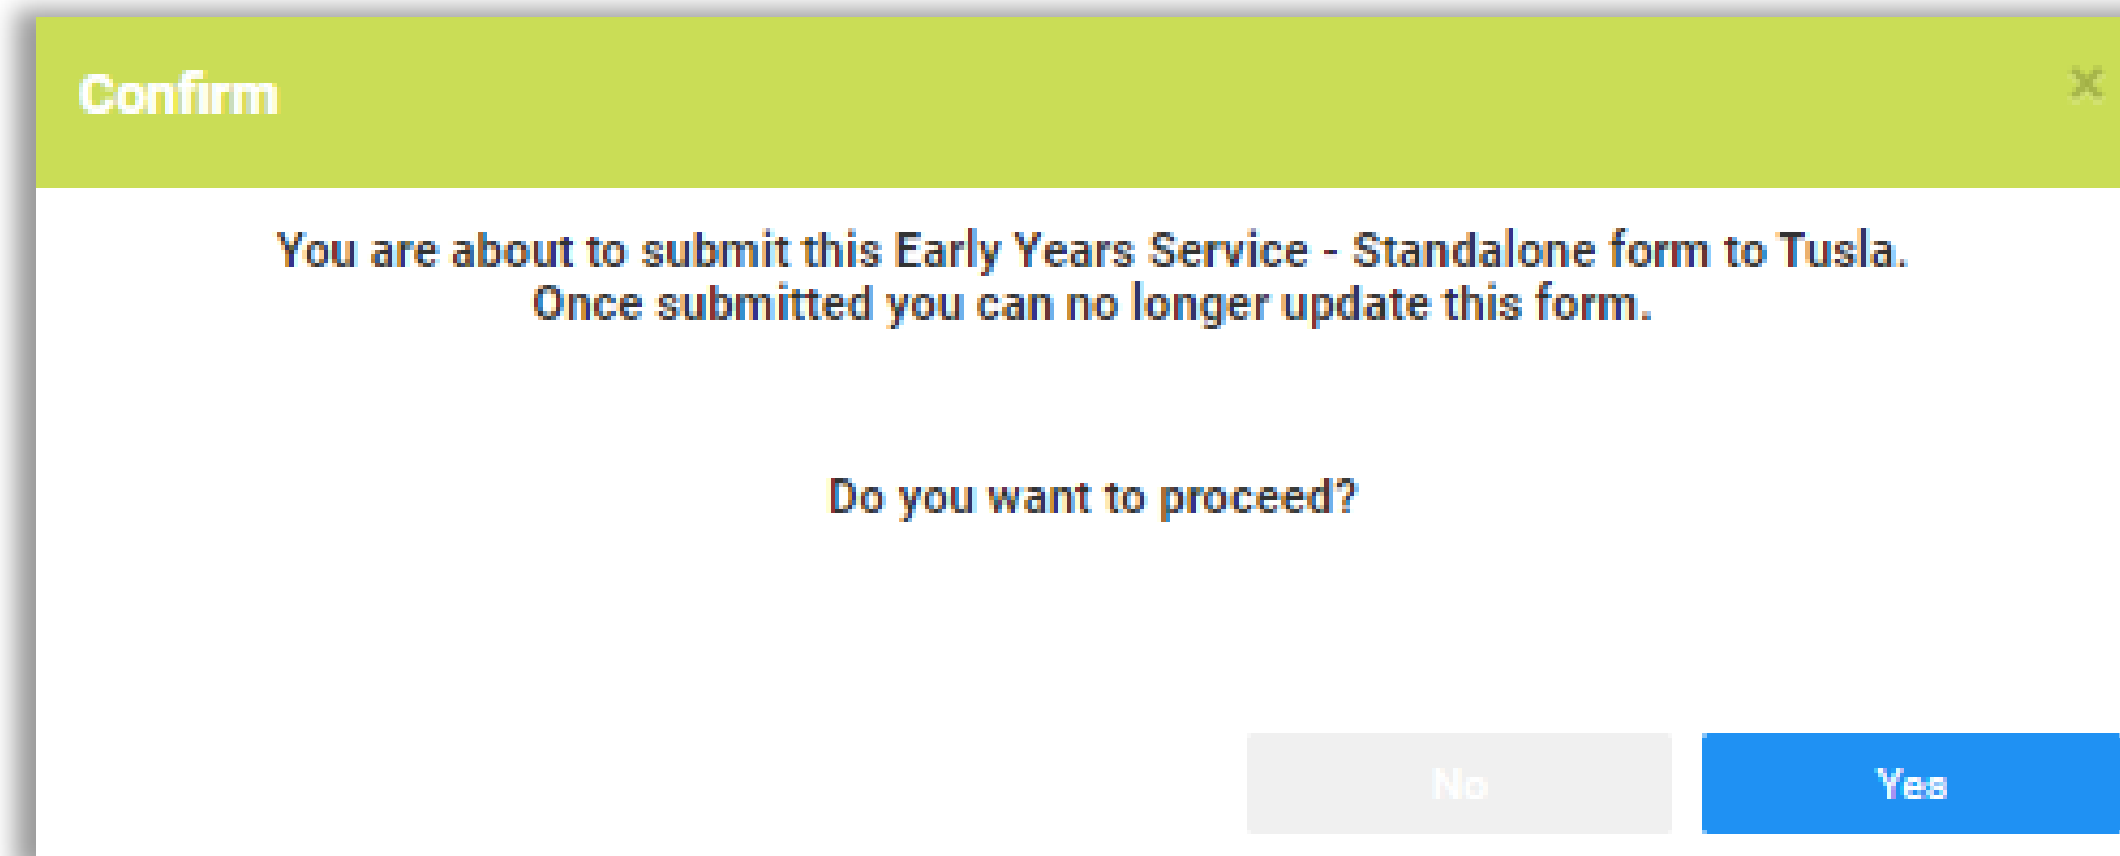 Confirm
×
You are about to submit this Early Years Service - Standalone form to Tusla.
Once submitted you can no longer update this form.
Do you want to proceed?
No
Yes